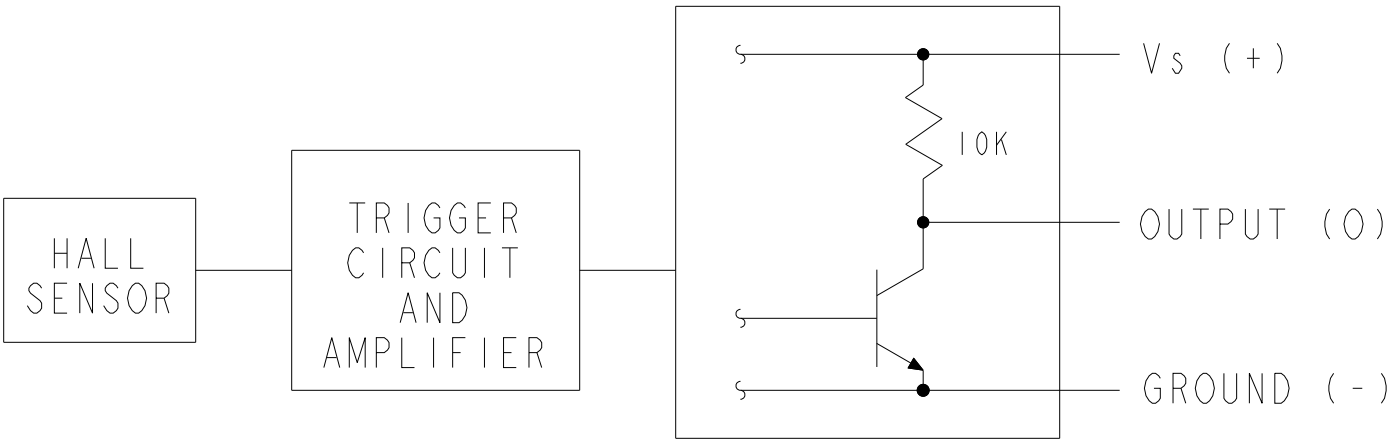 HALL
SENSOR
TRIGGER
CIRCUIT
AND
AMPLIFIER
Vs (+)
10K
OUTPUT (O)
GROUND (-)